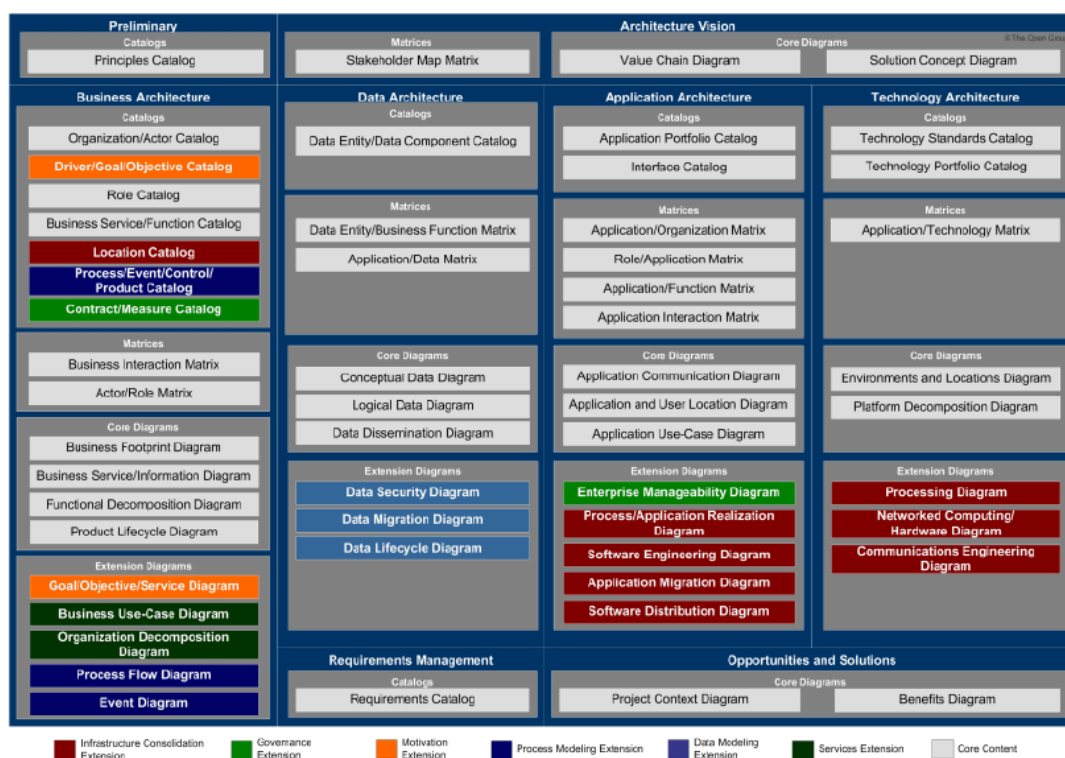 Preliminary
Catalogs
Principles Catalog
Architecture Vision
Matrices
Stakeholder Map Matrix
Core Diagrams
© The Open Grou
Value Chain Diagram
Solution Concept Diagram
Business Architecture
Catalogs
Organization/Actor Catalog
Driver/Goal/Objective Catalog
Role Catalog
Business Service/Function Catalog
Location Catalog
Process/Event/Control/
Product Catalog
Contract/Measure Catalog
Matrices
Business Interaction Matrix
Actor/Role Matrix
Core Diagrams
Business Footprint Diagram
Business Service/Information Diagram
Functional Decomposition Diagram
Product Lifecycle Diagram
Extension Diagrams
Goal/Objective/Service Diagram
Business Use-Case Diagram
Organization Decomposition
Diagram
Process Flow Diagram
Event Diagram
Data Architecture
Catalogs
Data Entity/Data Component Catalog
Matrices
Data Entity/Business Function Matrix
Application/Data Matrix
Core Diagrams
Conceptual Data Diagram
Logical Data Diagram
Data Dissemination Diagram
Extension Diagrams
Data Security Diagram
Data Migration Diagram
Data Lifecycle Diagram
Application Architecture
Catalogs
Application Portfolio Catalog
Interface Catalog
Matrices
Application/Organization Matrix
Role/Application Matrix
Application/Function Matrix
Application Interaction Matrix
Core Diagrams
Application Communication Diagram
Application and User Location Diagram
Application Use-Case Diagram
Extension Diagrams
Enterprise Manageability Diagram
Process/Application Realization
Diagram
Software Engineering Diagram
Application Migration Diagram
Software Distribution Diagram
Technology Architecture
Catalogs
Technology Standards Catalog
Technology Portfolio Catalog
Matrices
Application/Technology Matrix
Core Diagrams
Environments and Locations Diagram
Platform Decomposition Diagram
Extension Diagrams
Processing Diagram
Networked Computing/
Hardware Diagram
Communications Engineering
Diagram
Requirements Management
Catalogs
Requirements Catalog
Opportunities and Solutions
Core Diagrams
Project Context Diagram
Benefits Diagram
Infrastructure Consolidation
Extension
Governance
Extension
Motivation
Extension
Process Modeling Extension
Data Modeling
Extension
Services Extension
Core Content